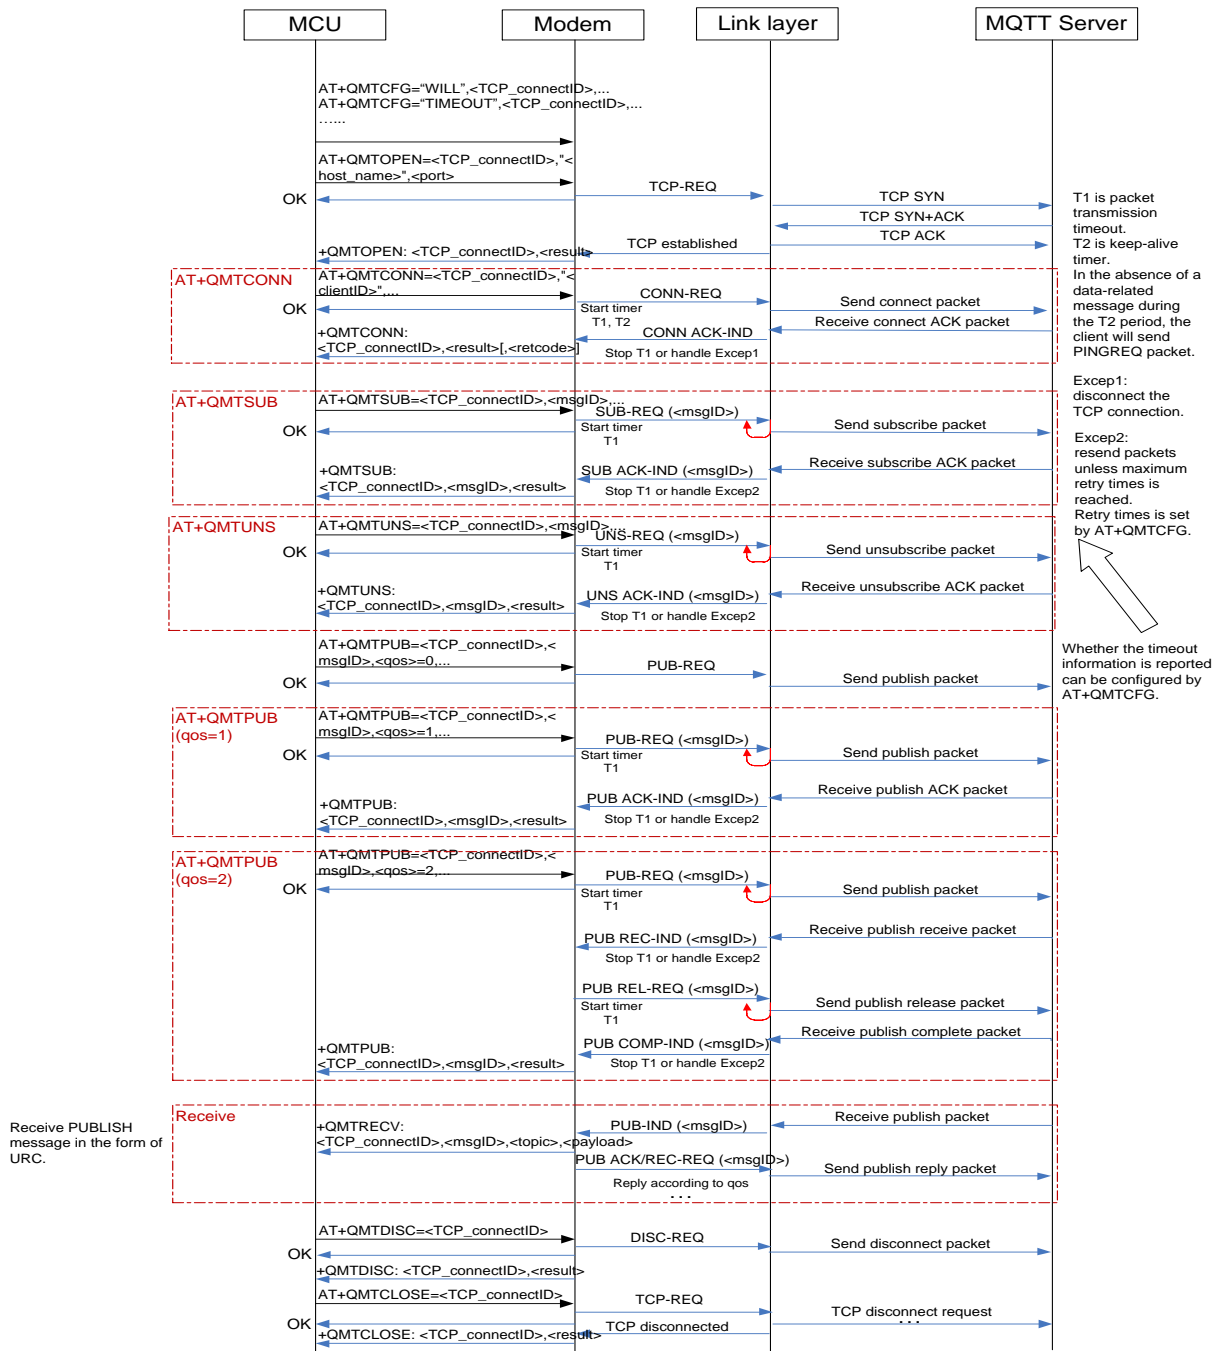 MCU
Modem
Link layer
MQTT Server
AT+QMTCFG=“WILL”,<TCP_connectID>,...
AT+QMTCFG=“TIMEOUT”,<TCP_connectID>,...
…...
AT+QMTOPEN=<TCP_connectID>,"<
host_name>",<port>
OK
TCP-REQ
TCP SYN
TCP SYN+ACK
TCP ACK
TCP established
+QMTOPEN: <TCP_connectID>,<result>
T1 is packet
transmission
timeout.
T2 is keep-alive
timer.
In the absence of a
data-related
message during
the T2 period, the
client will send
PINGREQ packet.
Excep1:
disconnect the
TCP connection.
Excep2:
resend packets
unless maximum
retry times is
reached.
Retry times is set
by AT+QMTCFG.
Whether the timeout
information is reported
can be configured by
AT+QMTCFG.
AT+QMTCONN
AT+QMTCONN=<TCP_connectID>,"<
clientID>",...
OK
CONN-REQ
Start timer
T1, T2
Send connect packet
Receive connect ACK packet
CONN ACK-IND
Stop T1 or handle Excep1
+QMTCONN:
<TCP_connectID>,<result>[,<retcode>]
AT+QMTSUB
AT+QMTSUB=<TCP_connectID>,<msgID>,...
OK
SUB-REQ (<msgID>)
Start timer
T1
Send subscribe packet
Receive subscribe ACK packet
SUB ACK-IND (<msgID>)
Stop T1 or handle Excep2
+QMTSUB:
<TCP_connectID>,<msgID>,<result>
AT+QMTUNS
AT+QMTUNS=<TCP_connectID>,<msgID>,...
OK
UNS-REQ (<msgID>)
Start timer
T1
Send unsubscribe packet
Receive unsubscribe ACK packet
UNS ACK-IND (<msgID>)
Stop T1 or handle Excep2
+QMTUNS:
<TCP_connectID>,<msgID>,<result>
AT+QMTPUB=<TCP_connectID>,<
msgID>,<qos>=0,...
OK
PUB-REQ
Send publish packet
AT+QMTPUB
(qos=1)
AT+QMTPUB=<TCP_connectID>,<
msgID>,<qos>=1,...
OK
PUB-REQ (<msgID>)
Start timer
T1
Send publish packet
Receive publish ACK packet
PUB ACK-IND (<msgID>)
Stop T1 or handle Excep2
+QMTPUB:
<TCP_connectID>,<msgID>,<result>
AT+QMTPUB
(qos=2)
AT+QMTPUB=<TCP_connectID>,<
msgID>,<qos>=2,...
OK
PUB-REQ (<msgID>)
Start timer
T1
Send publish packet
Receive publish receive packet
PUB REC-IND (<msgID>)
Stop T1 or handle Excep2
PUB REL-REQ (<msgID>)
Start timer
T1
Send publish release packet
Receive publish complete packet
PUB COMP-IND (<msgID>)
Stop T1 or handle Excep2
+QMTPUB:
<TCP_connectID>,<msgID>,<result>
Receive PUBLISH
message in the form of
URC.
Receive
Receive publish packet
PUB-IND (<msgID>)
+QMTRECV:
<TCP_connectID>,<msgID>,<topic>,<payload>
PUB ACK/REC-REQ (<msgID>)
Send publish reply packet
Reply according to qos
...
AT+QMTDISC=<TCP_connectID>
OK
DISC-REQ
Send disconnect packet
+QMTDISC: <TCP_connectID>,<result>
AT+QMTCLOSE=<TCP_connectID>
OK
TCP-REQ
TCP disconnect request
...
TCP disconnected
+QMTCLOSE: <TCP_connectID>,<result>